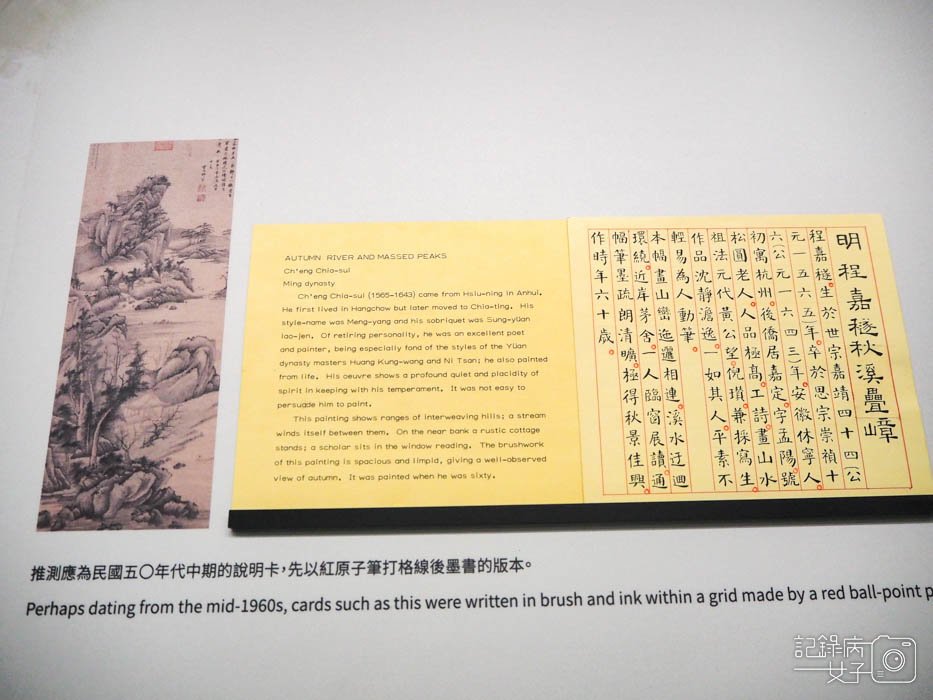 AUTUMN RIVER AND MASSED PEAKS
Ch'eng Chia-sui
Ming dynasty
Ch'eng Chia-sui (1565-1643) came from Hsiu-ning in Anhui.
He first lived in Hangchow but later moved to Chia-ting. His
style-name was Meng-yang and his sobriquet was Sung-yüan
lao-jen. Of retiring personality, he was an excellent poet
and painter, being especially fond of the styles of the Yüan
dynasty masters Huang Kung-wang and Ni Tsan; he also painted
from life. His oeuvre shows a profound quiet and placidity of
spirit in keeping with his temperament. It was not easy to
persuade him to paint.
This painting shows ranges of interweaving hills; a stream
winds itself between them. On the near bank a rustic cottage
stands; a scholar sits in the window reading. The brushwork
of this painting is spacious and limpid, giving a well-observed
view of autumn. It was painted when he was sixty.
明程嘉燧秋溪疊嶂
程嘉燧生於世宗嘉靖四十四(公
元一五六五年)卒於思宗崇禎十
六(公元一六四三年)安徽休寧人。
初寓杭州。後僑居嘉定。字孟陽。號
松圓老人。人品極高。工詩。畫山水
祖法元代黃公望。倪瓚。兼採寫生。
作品沈靜澹逸。一如其人。平素不
輕易為人動筆。
本幅畫山巒迤邐相連。溪水迂迴
環繞。近岸茅舍。一人臨窗展讀。通
幅筆墨疏朗清曠。極得秋景佳興。
作時年六十歲。
推測應為民國五〇年代中期的說明卡,先以紅原子筆打格線後墨書的版本。
Perhaps dating from the mid-1960s, cards such as this were written in brush and ink within a grid made by a red ball-point p
記錄病
女子